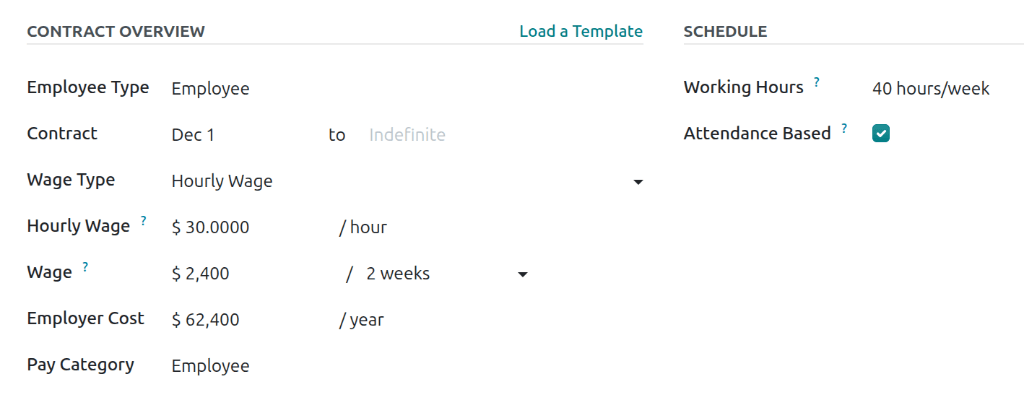 CONTRACT OVERVIEW Load a Template
Employee Type Employee
Contract Dec 1 to Indefinite
Wage Type Hourly Wage
Hourly Wage ? $ 30.0000 / hour
Wage ? $ 2,400 / 2 weeks
Employer Cost $ 62,400 / year
Pay Category Employee
SCHEDULE
Working Hours ? 40 hours/week
Attendance Based ?